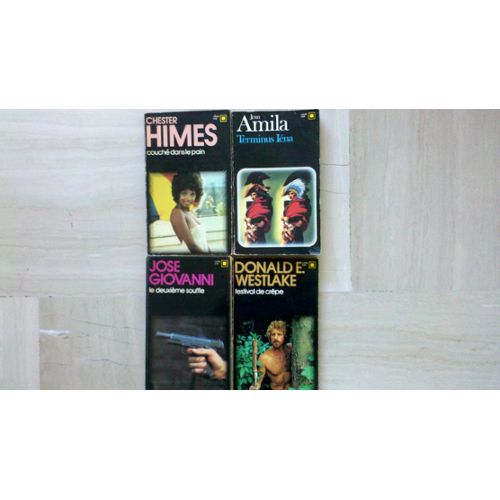 CHESTER
HIMES
couché dans le pain
Jean
Amila
Terminus Iéna
JOSE
GIOVANNI
le deuxième souffle
DONALD E.
WESTLAKE
festival de crêpe